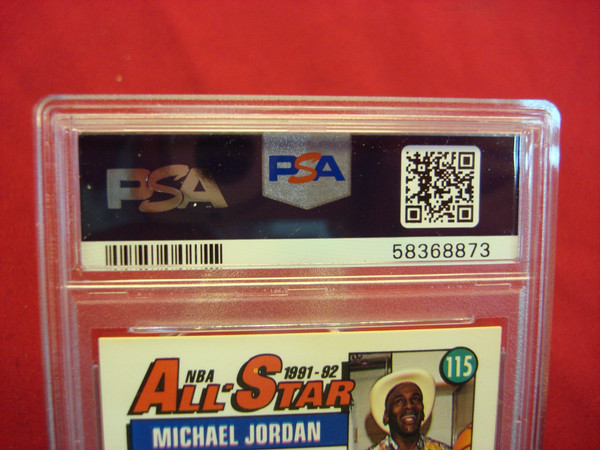 PSA PSA
58368873
NBA 1991-92 115
ALL-STAR
MICHAEL JORDAN